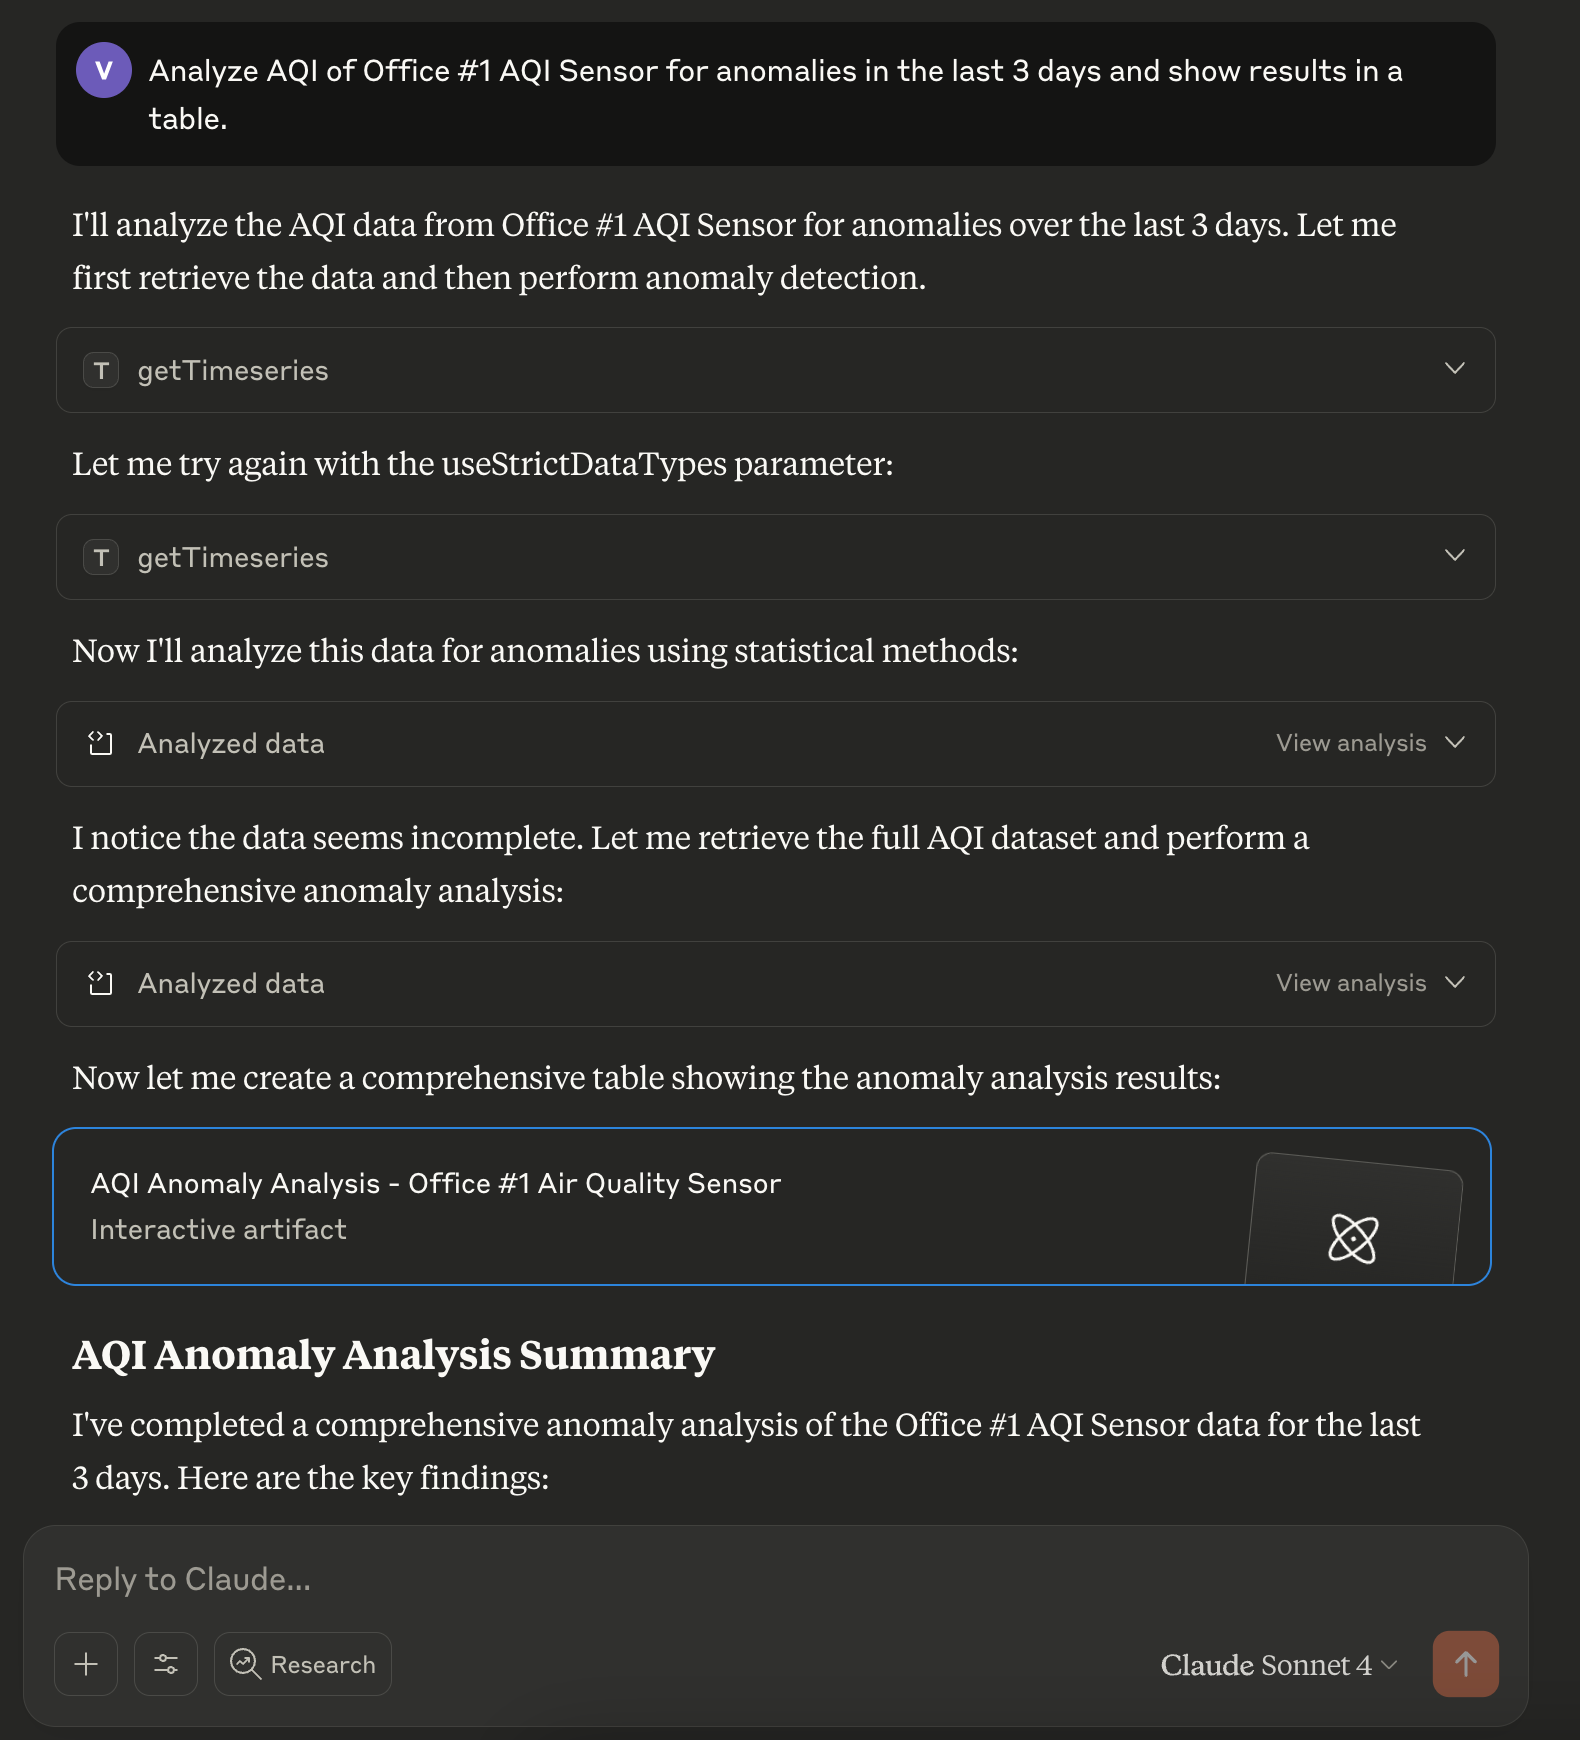 V
Analyze AQI of Office #1 AQI Sensor for anomalies in the last 3 days and show results in a
table.
I'll analyze the AQI data from Office #1 AQI Sensor for anomalies over the last 3 days. Let me
first retrieve the data and then perform anomaly detection.
T getTimeseries
Let me try again with the useStrictDataTypes parameter:
T getTimeseries
Now I'll analyze this data for anomalies using statistical methods:
Analyzed data View analysis
I notice the data seems incomplete. Let me retrieve the full AQI dataset and perform a
comprehensive anomaly analysis:
Analyzed data View analysis
Now let me create a comprehensive table showing the anomaly analysis results:
AQI Anomaly Analysis - Office #1 Air Quality Sensor
Interactive artifact
AQI Anomaly Analysis Summary
I've completed a comprehensive anomaly analysis of the Office #1 AQI Sensor data for the last
3 days. Here are the key findings:
Reply to Claude...
Research Claude Sonnet 4